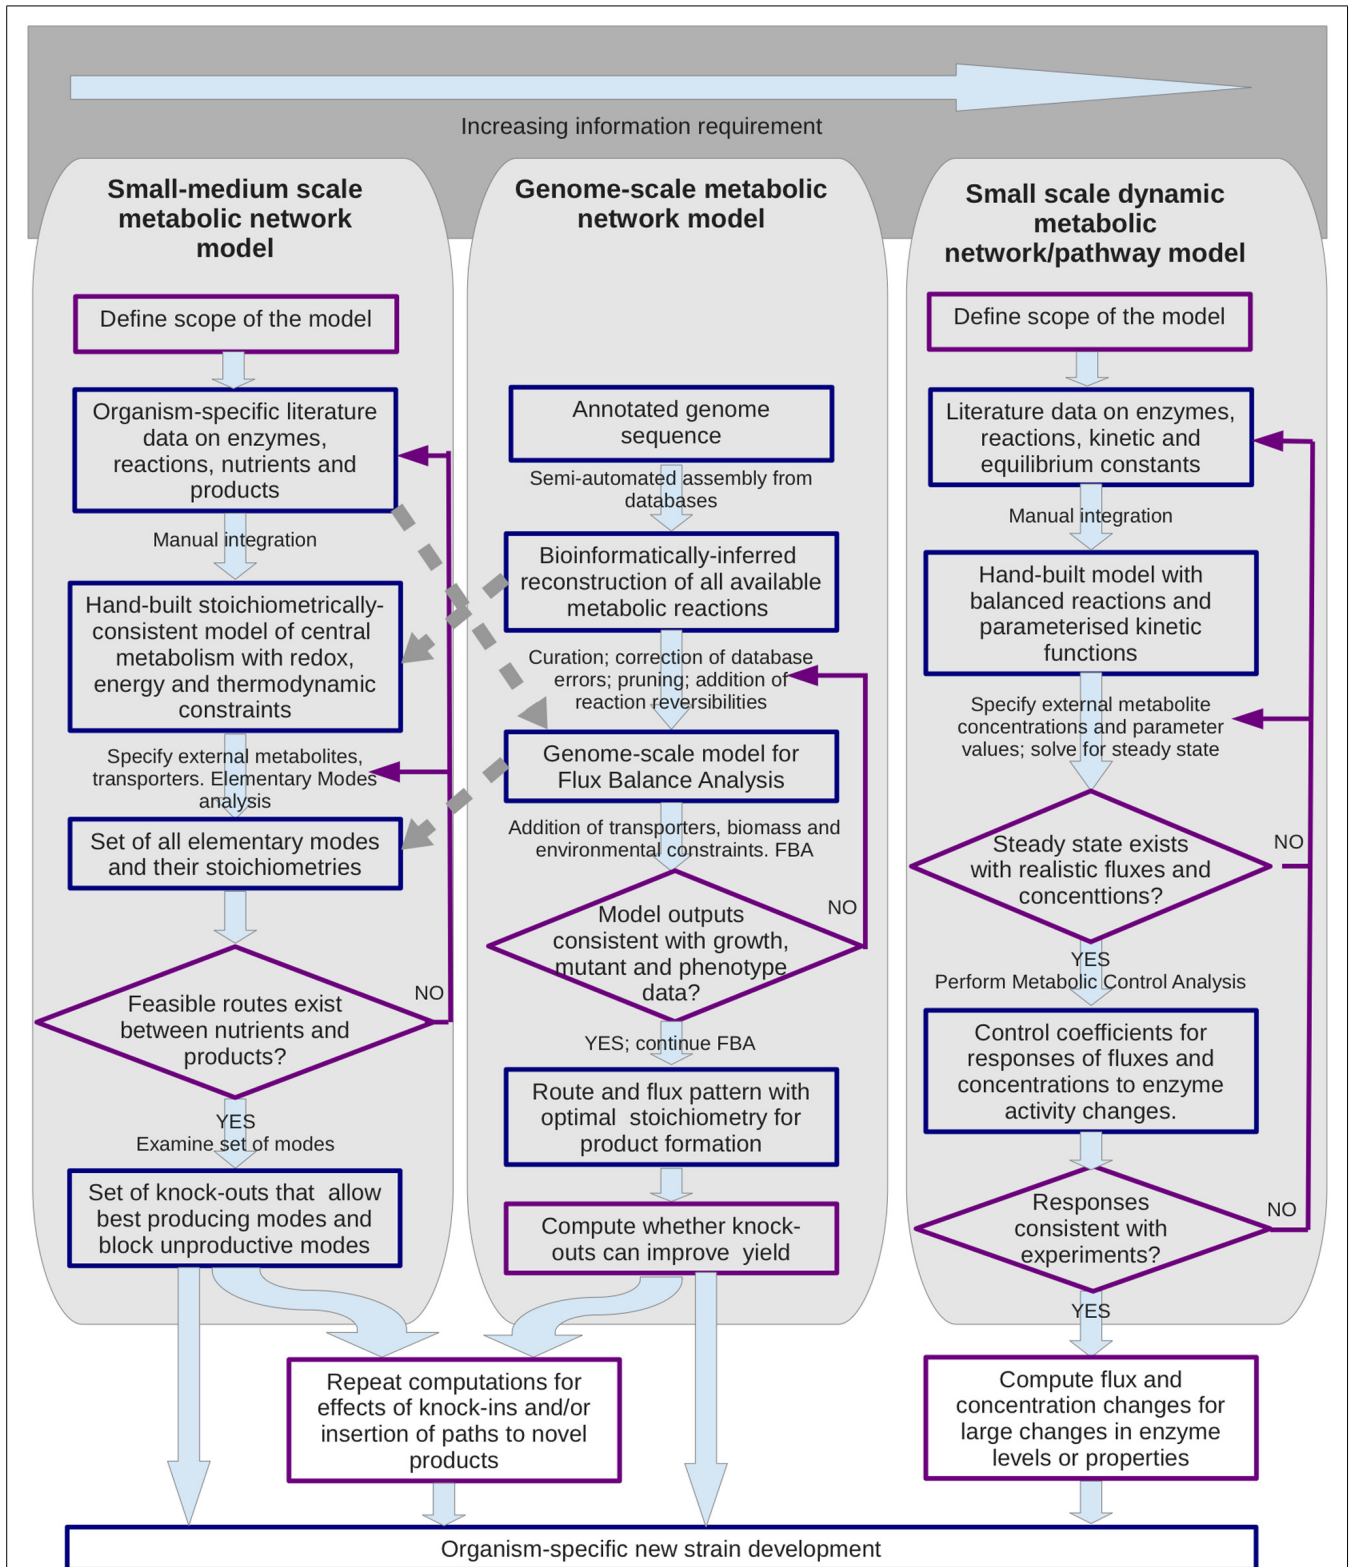 Increasing information requirement
Small-medium scale
metabolic network
model
Define scope of the model
Organism-specific literature
data on enzymes,
reactions, nutrients and
products
Manual integration
Hand-built stoichiometrically-
consistent model of central
metabolism with redox,
energy and thermodynamic
constraints
Specify external metabolites,
transporters. Elementary Modes
analysis
Set of all elementary modes
and their stoichiometries
Feasible routes exist
between nutrients and
products?
NO
YES
Examine set of modes
Set of knock-outs that allow
best producing modes and
block unproductive modes
Genome-scale metabolic
network model
Annotated genome
sequence
Semi-automated assembly from
databases
Bioinformatically-inferred
reconstruction of all available
metabolic reactions
Curation; correction of database
errors; pruning; addition of
reaction reversibilities
Genome-scale model for
Flux Balance Analysis
Addition of transporters, biomass and
environmental constraints. FBA
Model outputs
consistent with growth,
mutant and phenotype
data?
NO
YES; continue FBA
Route and flux pattern with
optimal stoichiometry for
product formation
Compute whether knock-
outs can improve yield
Small scale dynamic
metabolic
network/pathway model
Define scope of the model
Literature data on enzymes,
reactions, kinetic and
equilibrium constants
Manual integration
Hand-built model with
balanced reactions and
parameterised kinetic
functions
Specify external metabolite
concentrations and parameter
values; solve for steady state
Steady state exists
with realistic fluxes and
concenttions?
NO
YES
Perform Metabolic Control Analysis
Control coefficients for
responses of fluxes and
concentrations to enzyme
activity changes.
Responses
consistent with
experiments?
NO
YES
Repeat computations for
effects of knock-ins and/or
insertion of paths to novel
products
Compute flux and
concentration changes for
large changes in enzyme
levels or properties
Organism-specific new strain development